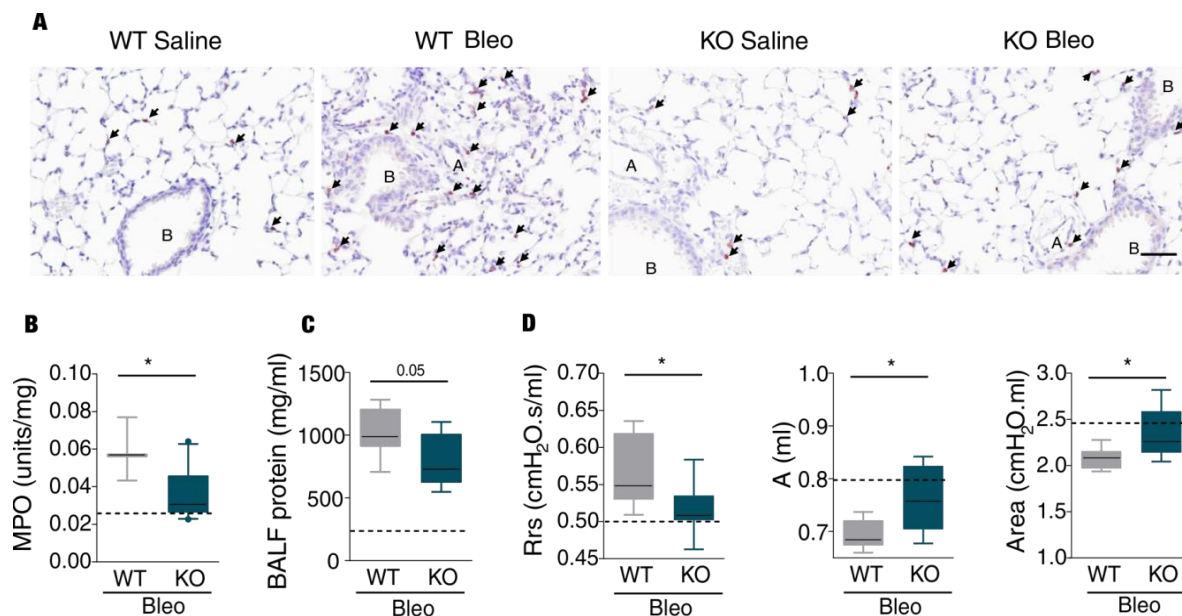 A
WT Saline
WT Bleo
KO Saline
KO Bleo
B
B
A
A
B
A
B
B
B
MPO (units/mg)
0.10
0.08
0.06
0.04
0.02
0.00
*
WT KO
Bleo
C
BALF protein (mg/ml)
1500
1000
500
0
0.05
WT KO
Bleo
D
Rrs (cmH2O.s/ml)
0.70
0.65
0.60
0.55
0.50
0.45
*
WT KO
Bleo
A (ml)
1.0
0.9
0.8
0.7
*
WT KO
Bleo
Area (cmH2O.ml)
3.0
2.5
2.0
1.5
1.0
*
WT KO
Bleo